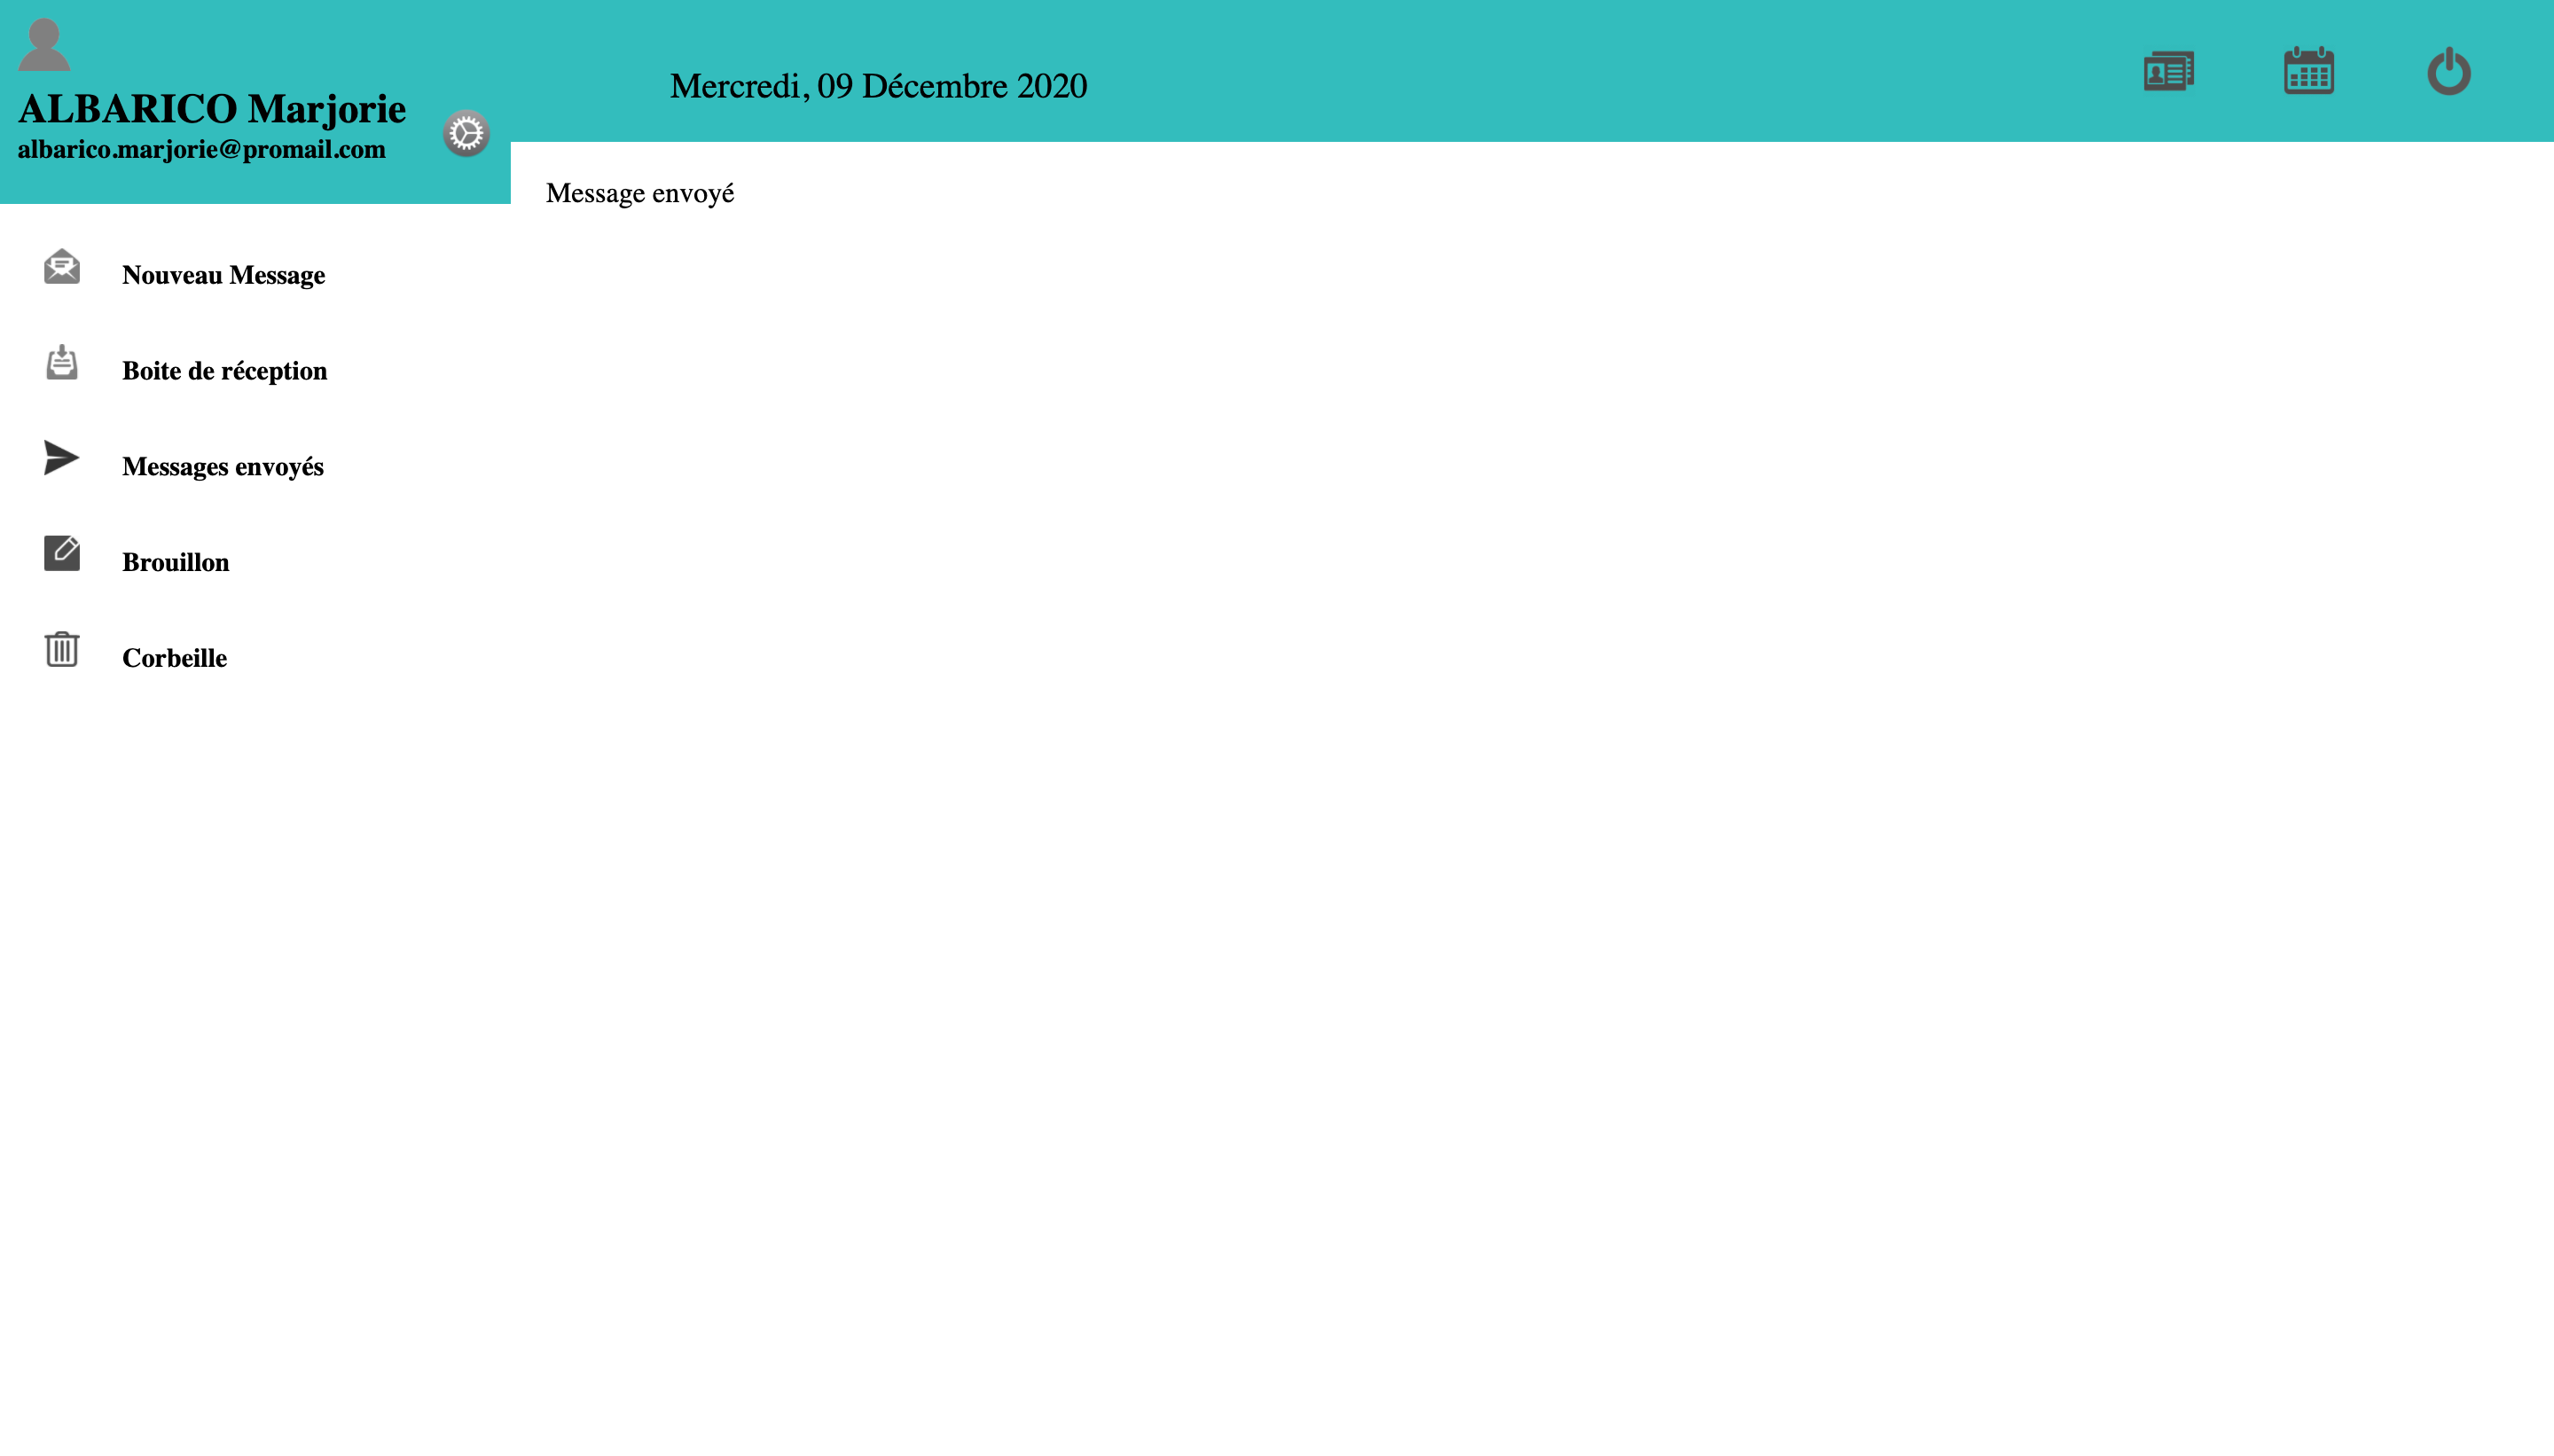 ALBARICO Marjorie
albarico.marjorie@promail.com
Mercredi, 09 Décembre 2020
Message envoyé
Nouveau Message
Boite de réception
Messages envoyés
Brouillon
Corbeille